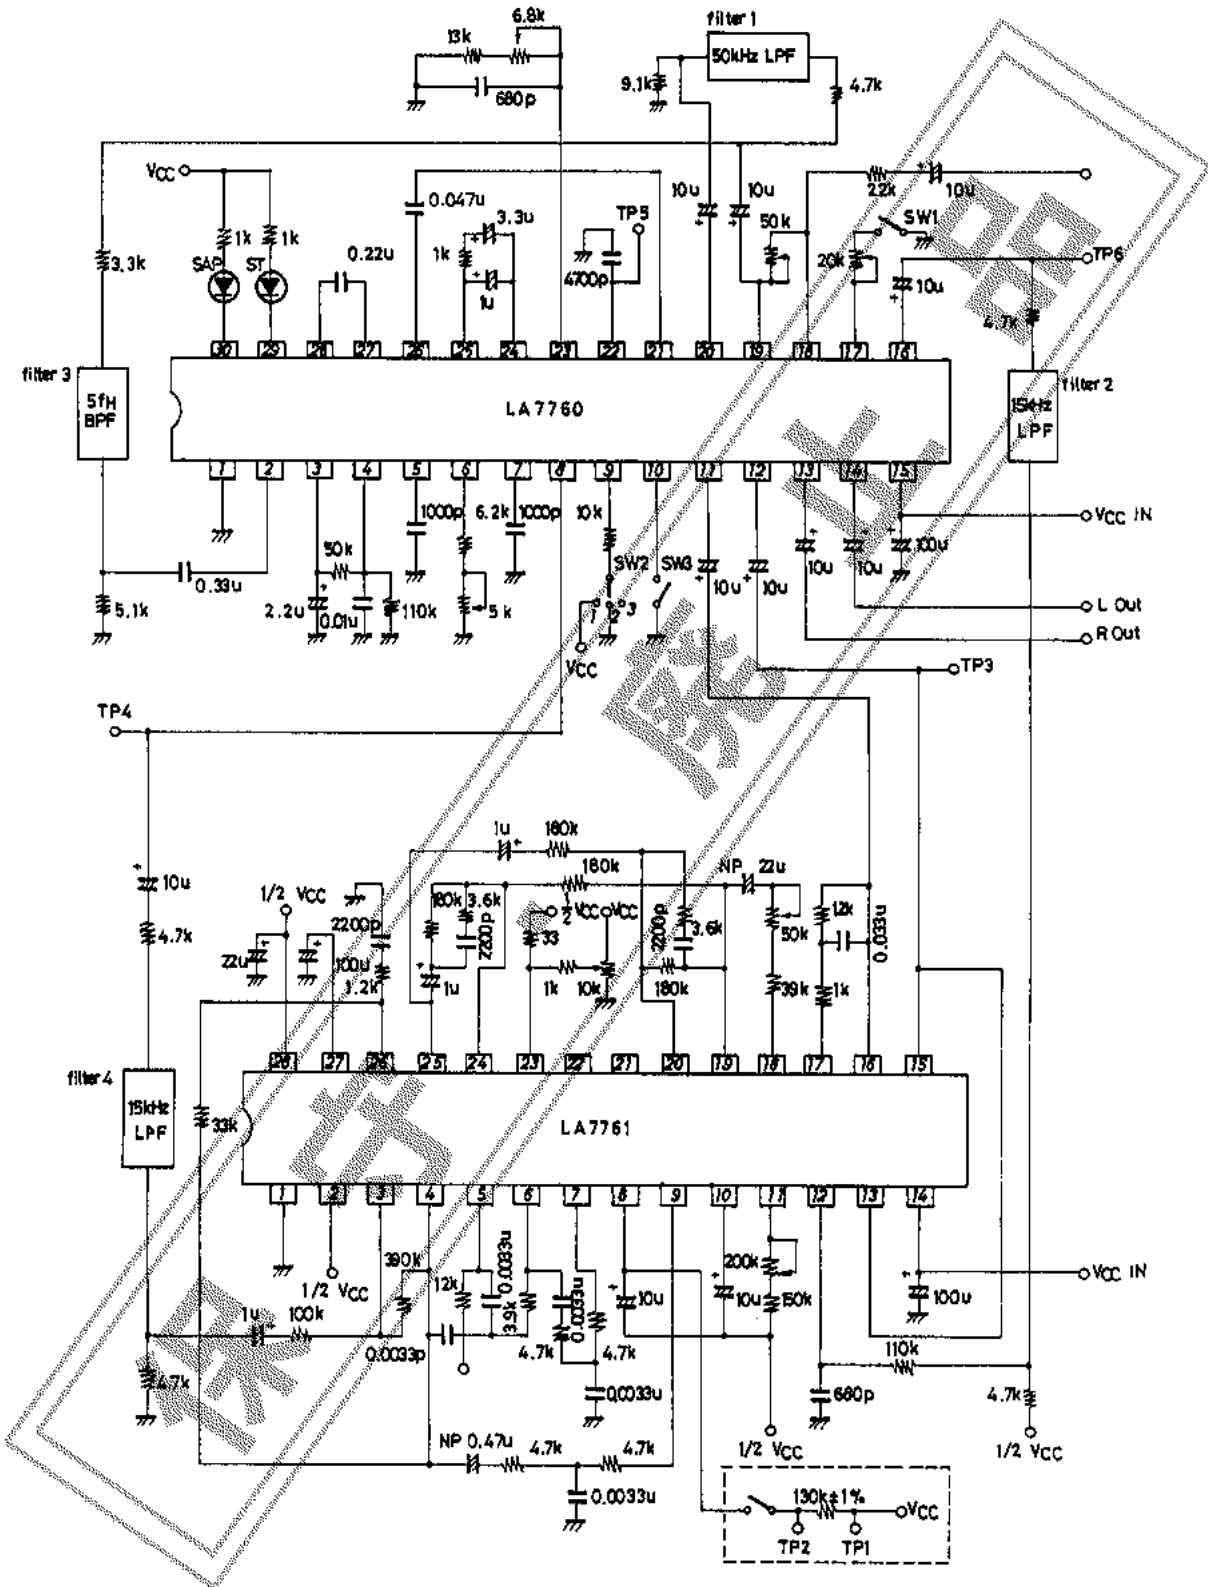 6.8k
13k
680p
filter 1
50kHz LPF
9.1k
4.7k
VCC
3.3k
1k
1k
SAP
ST
0.22u
0.047u
1k
3.3u
1u
TP5
4700p
10u
10u
50k
22k
10u
SW1
20k
10u
TP6
4.7k
30 29 28 27 26 25 24 23 22 21 20 19 18 17 16
filter 3
5fH
BPF
LA7760
filter 2
15kHz
LPF
1 2 3 4 5 6 7 8 9 10 11 12 13 14 15
0.33u
5.1k
50k
2.2u
0.01u
110k
1000p
6.2k
5k
1000p
10k
SW2
SW3
1 2 3
VCC
10u
10u
10u
10u
100u
VCC IN
L Out
R Out
TP3
TP4
10u
4.7k
1/2 VCC
22u
100u
2200p
1.2k
1u
180k
180k
180k
3.6k
2200p
1u
1/2 VCC
VCC
33
1k
10k
2200p
3.6k
180k
NP 22u
50k
39k
12k
0.033u
1k
28 27 26 25 24 23 22 21 20 19 18 17 16 15
filter 4
15kHz
LPF
33k
LA7761
1 2 3 4 5 6 7 8 9 10 11 12 13 14
1/2 VCC
1u
100k
4.7k
390k
0.0033p
12k
0.0033u
3.9k
0.0033u
4.7k
4.7k
0.0033u
10u
10u
200k
150k
VCC IN
100u
110k
680p
4.7k
1/2 VCC
1/2 VCC
NP 0.47u
4.7k
4.7k
0.0033u
130k±1%
VCC
TP2
TP1
保守廃止品